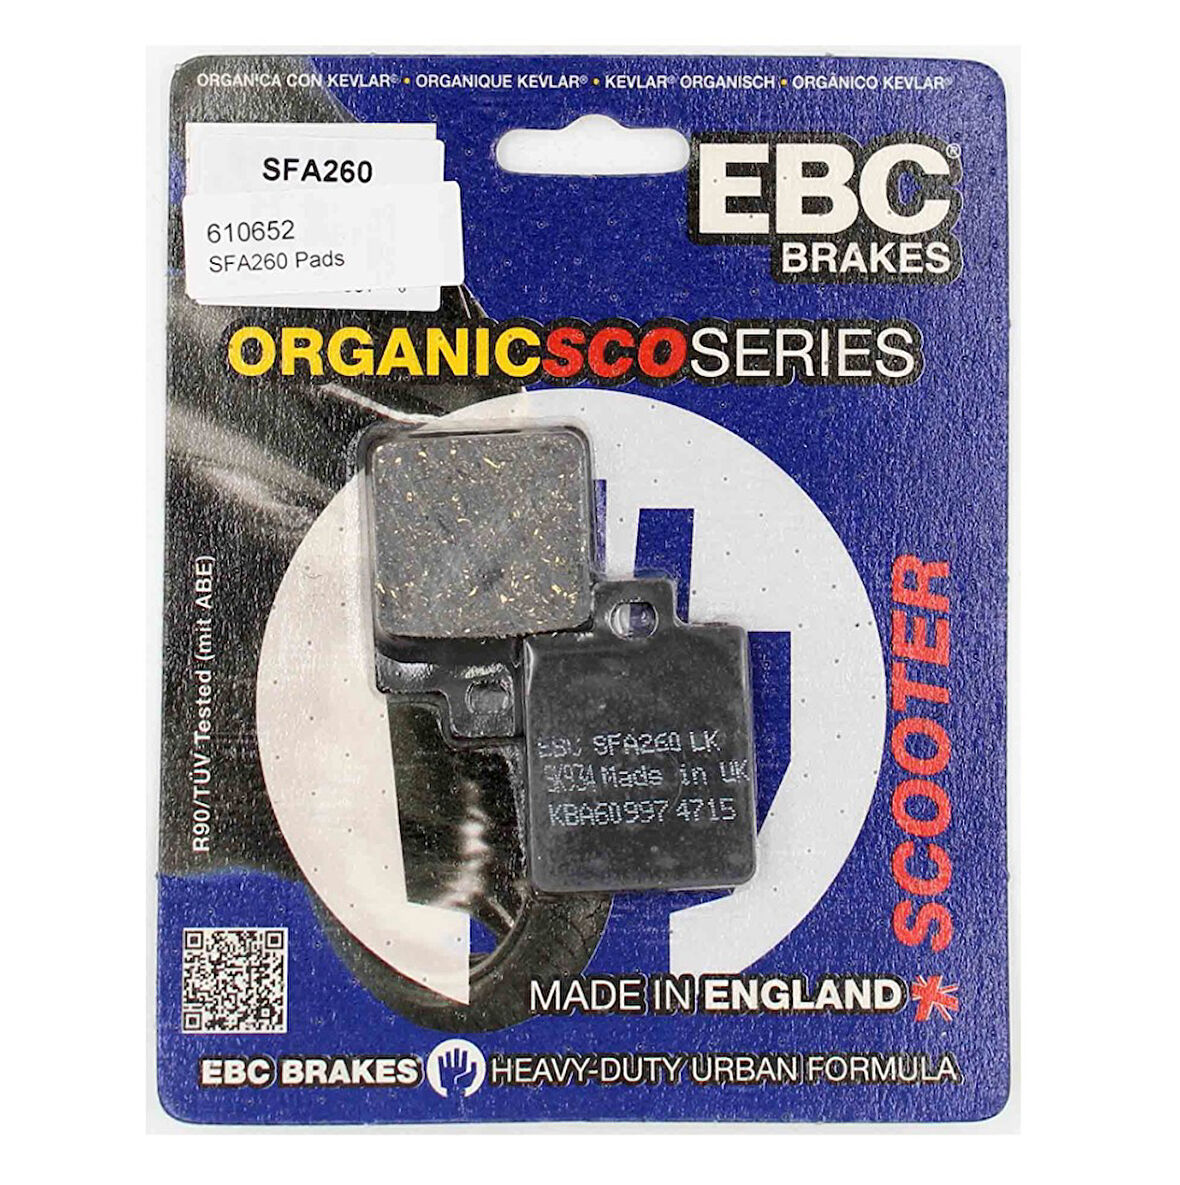 ORGANICA CON KEVLAR® • ORGANIQUE KEVLAR® • KEVLAR® ORGANISCH • ORGÁNICO KEVLAR®
SFA260
610652
SFA260 Pads
EBC®
BRAKES
ORGANICSCOSERIES
R90/TÜV Tested (mit ABE)
SCOOTER
EBC SFA260 LK
Made in UK
KBA60997 4715
MADE IN ENGLAND
EBC BRAKES HEAVY-DUTY URBAN FORMULA